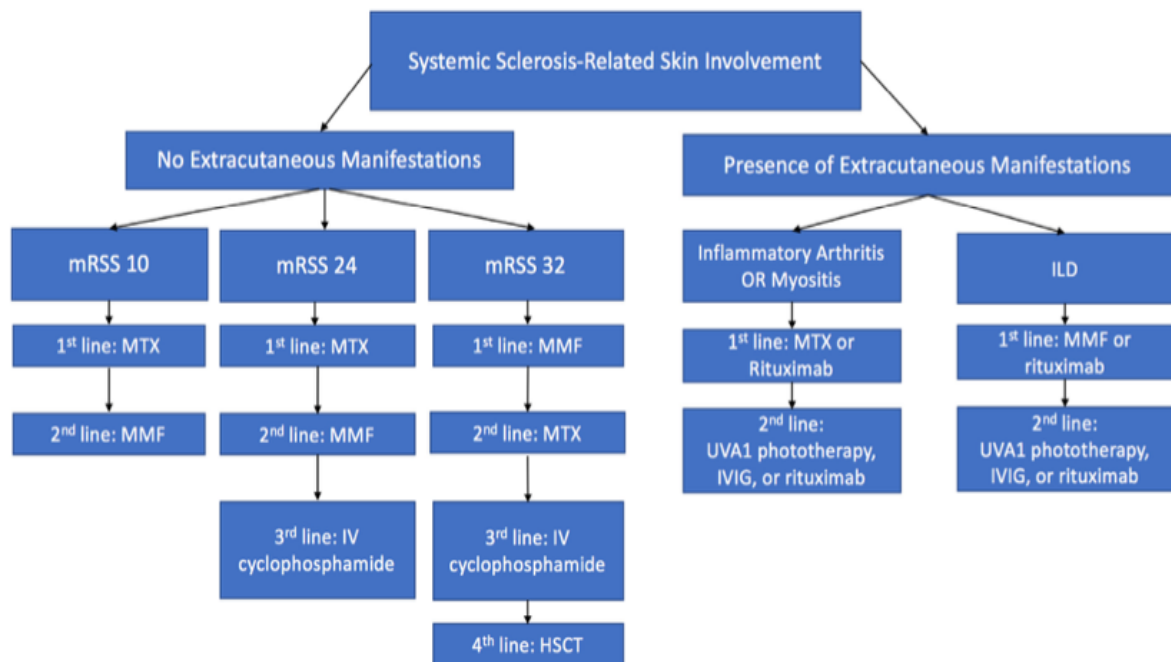 Systemic Sclerosis-Related Skin Involvement
No Extracutaneous Manifestations
Presence of Extracutaneous Manifestations
mRSS 10
mRSS 24
mRSS 32
Inflammatory Arthritis
OR Myositis
ILD
1st line: MTX
1st line: MTX
1st line: MMF
1st line: MTX or
Rituximab
1st line: MMF or
rituximab
2nd line: MMF
2nd line: MMF
2nd line: MTX
2nd line:
UVA1 phototherapy,
IVIG, or rituximab
2nd line:
UVA1 phototherapy,
IVIG, or rituximab
3rd line: IV
cyclophosphamide
3rd line: IV
cyclophosphamide
4th line: HSCT